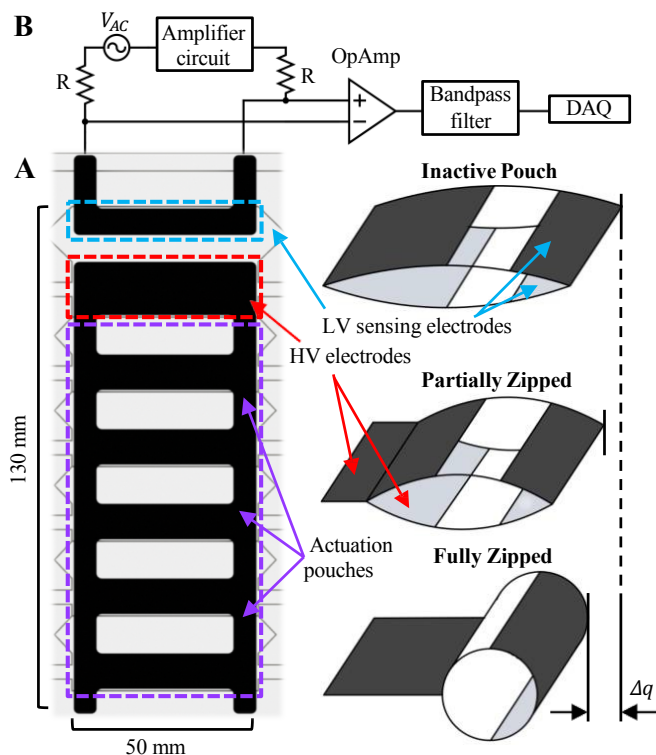 B
V_AC
Amplifier
circuit
R
R
OpAmp
+
−
Bandpass
filter
DAQ
A
Inactive Pouch
LV sensing electrodes
HV electrodes
Partially Zipped
130 mm
Actuation
pouches
Fully Zipped
Δq
50 mm